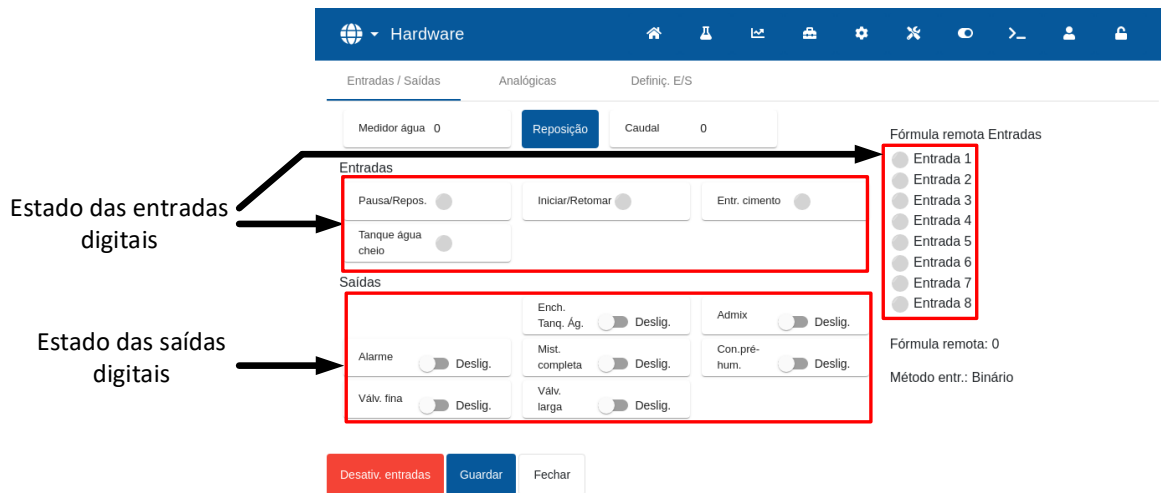 Hardware
Entradas / Saídas
Analógicas
Definiç. E/S
Medidor água 0
Reposição
Caudal 0
Fórmula remota Entradas
Entrada 1
Entrada 2
Entrada 3
Entrada 4
Entrada 5
Entrada 6
Entrada 7
Entrada 8
Fórmula remota: 0
Método entr.: Binário
Estado das entradas
digitais
Entradas
Pausa/Repos.
Iniciar/Retomar
Entr. cimento
Tanque água
cheio
Estado das saídas
digitais
Saídas
Ench.
Tanq. Ág. Deslig.
Admix Deslig.
Alarme Deslig.
Mist.
completa Deslig.
Con.pré-
hum. Deslig.
Válv. fina Deslig.
Válv.
larga Deslig.
Desativ. entradas
Guardar
Fechar